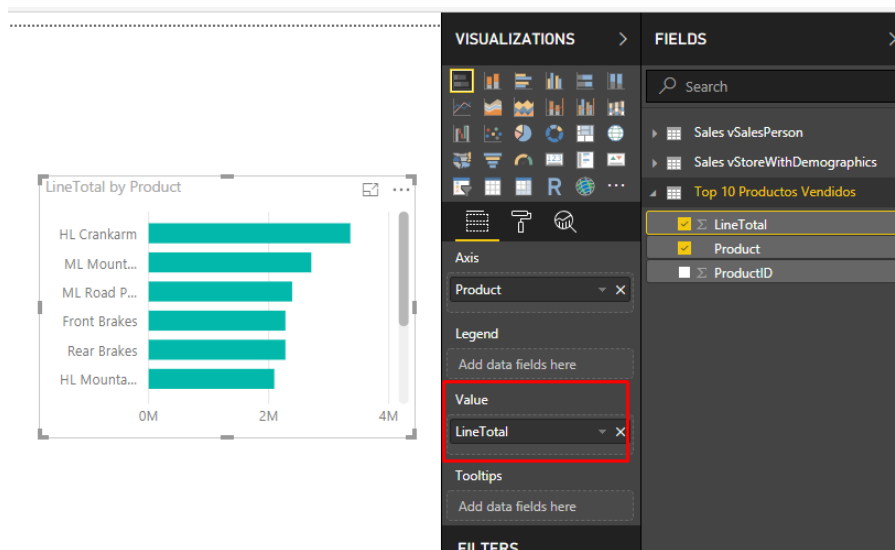 LineTotal by Product
HL Crankarm
ML Mount...
ML Road P...
Front Brakes
Rear Brakes
HL Mounta...
0M 2M 4M
VISUALIZATIONS
R
Axis
Product
Legend
Add data fields here
Value
LineTotal
Tooltips
Add data fields here
FILTERS
FIELDS
Search
Sales vSalesPerson
Sales vStoreWithDemographics
Top 10 Productos Vendidos
Σ LineTotal
Product
Σ ProductID